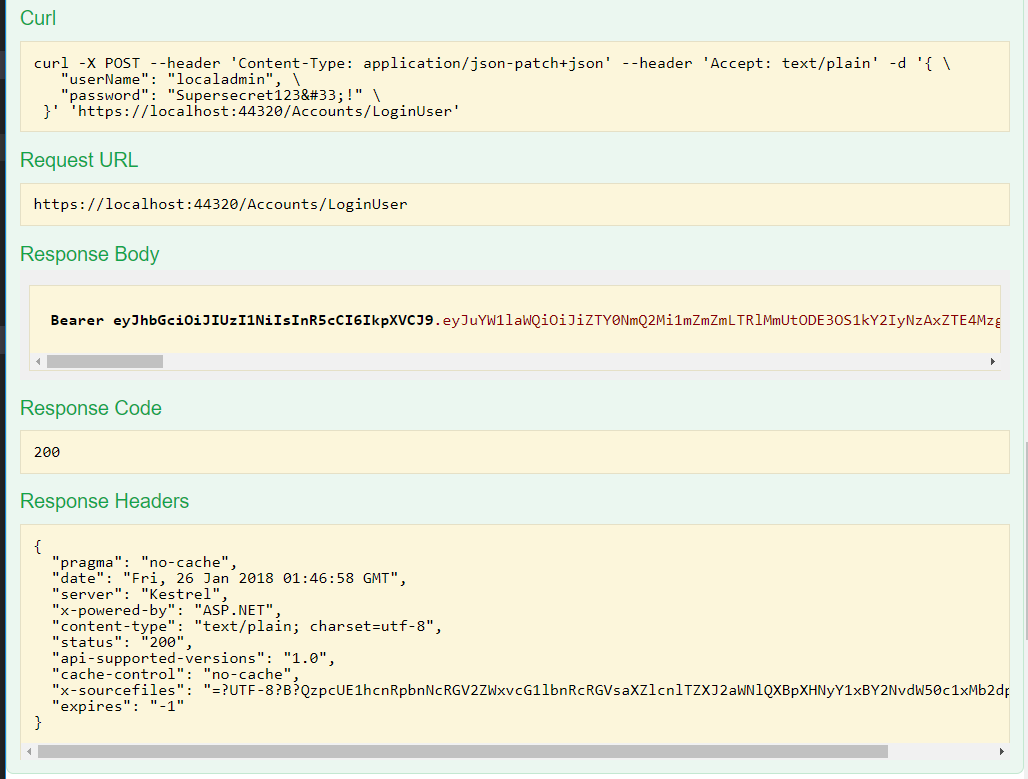 Curl
curl -X POST --header 'Content-Type: application/json-patch+json' --header 'Accept: text/plain' -d '{ \
"userName": "localadmin", \
"password": "Supersecret123&#33;!" \
}' 'https://localhost:44320/Accounts/LoginUser'
Request URL
https://localhost:44320/Accounts/LoginUser
Response Body
Bearer eyJhbGciOiJIUzI1NiIsInR5cCI6IkpXVCJ9.eyJuYW1laWQiOiJiZTY0NmQ2Mi1mZmZmLTRlMmUtODE3OS1kY2IyNzAxZTE4Mzg
Response Code
200
Response Headers
{
"pragma": "no-cache",
"date": "Fri, 26 Jan 2018 01:46:58 GMT",
"server": "Kestrel",
"x-powered-by": "ASP.NET",
"content-type": "text/plain; charset=utf-8",
"status": "200",
"api-supported-versions": "1.0",
"cache-control": "no-cache",
"x-sourcefiles": "=?UTF-8?B?QzpcUE1hcnRpbnNcRGV2ZWxvcG1lbnRcRGVsaXZlcnlTZXJ2aWNlQXBpXHNyY1xBY2NvdW50c1xMb2dp
"expires": "-1"
}